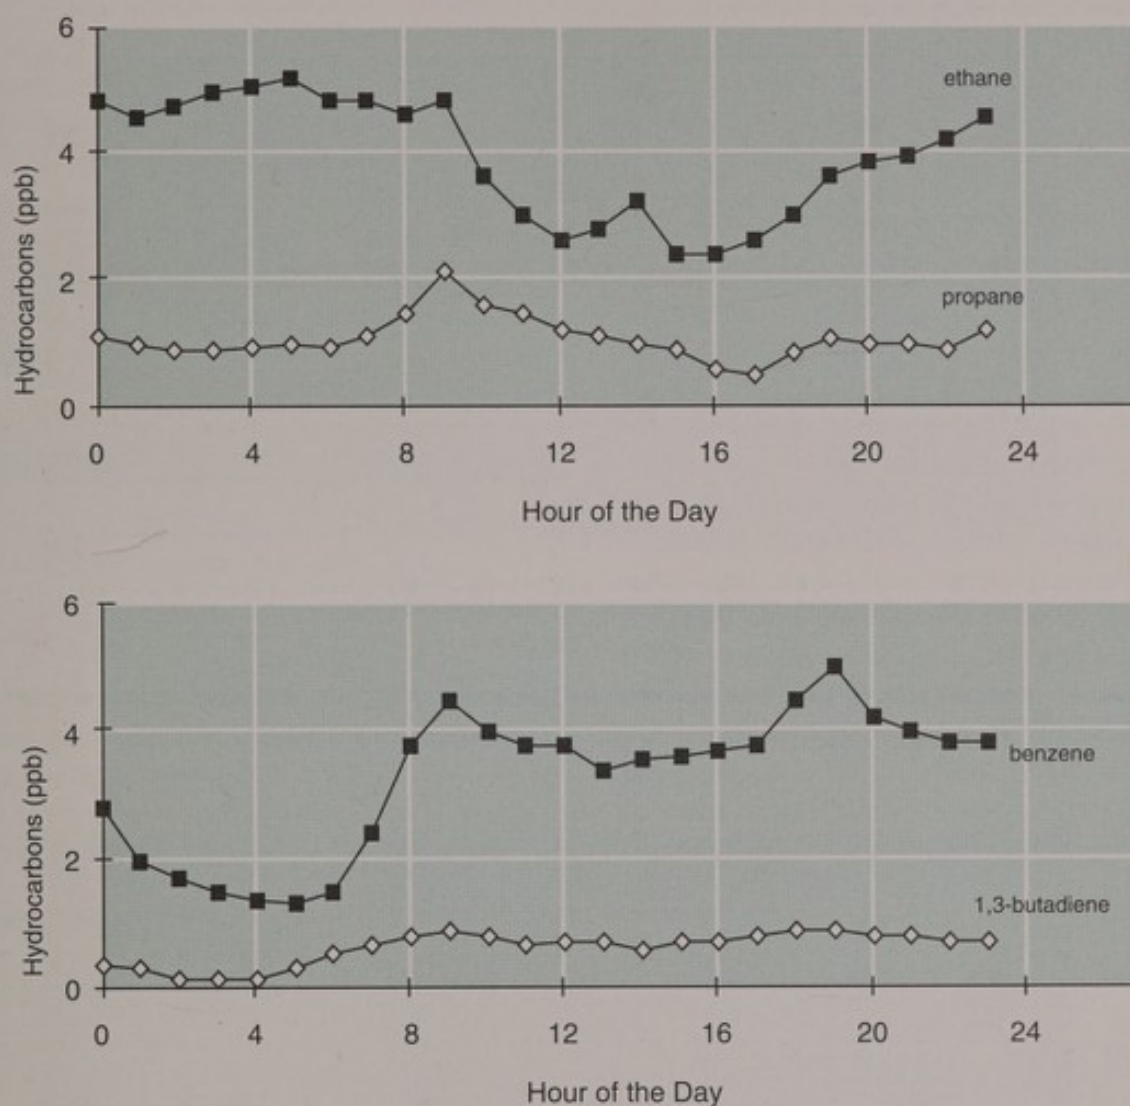 6
ethane
4
Hydrocarbons (ppb)
2
propane
0
0 4 8 12 16 20 24
Hour of the Day
6
4
benzene
Hydrocarbons (ppb)
2
1,3-butadiene
0
0 4 8 12 16 20 24
Hour of the Day